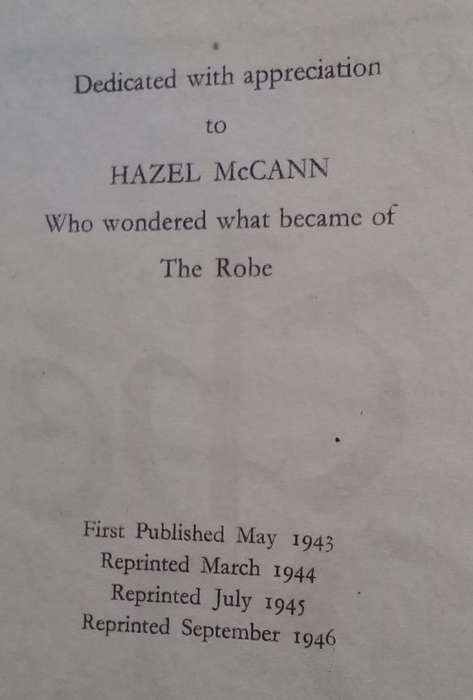 Dedicated with appreciation
to
HAZEL McCANN
Who wondered what became of
The Robe
First Published May 1943
Reprinted March 1944
Reprinted July 1945
Reprinted September 1946